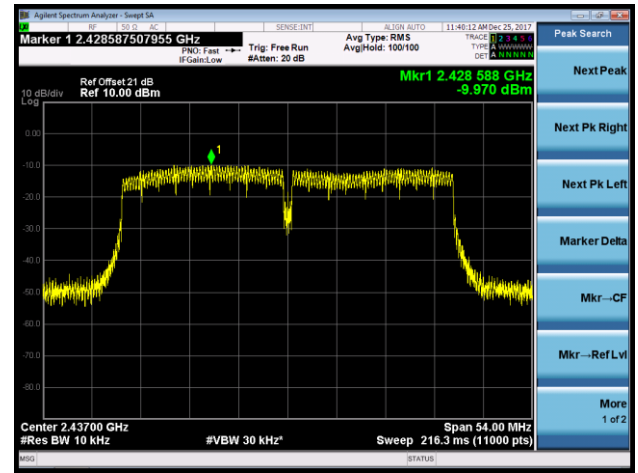 Agilent Spectrum Analyzer - Swept SA
RF 50 Ω AC SENSE:INT ALIGN AUTO 11:40:12 AM Dec 25, 2017
Marker 1 2.428587507955 GHz
PNO: Fast
IFGain:Low
Trig: Free Run
#Atten: 20 dB
Avg Type: RMS
Avg|Hold: 100/100
TRACE 1 2 3 4 5 6
TYPE A WWWWW
DET A N N N N N
Peak Search
Mkr1 2.428 588 GHz
-9.970 dBm
Ref Offset 21 dB
10 dB/div Ref 10.00 dBm
Log
0.00
-10.0
-20.0
-30.0
-40.0
-50.0
-60.0
-70.0
-80.0
1
Center 2.43700 GHz Span 54.00 MHz
#Res BW 10 kHz #VBW 30 kHz* Sweep 216.3 ms (11000 pts)
MSG STATUS
Next Peak
Next Pk Right
Next Pk Left
Marker Delta
Mkr→CF
Mkr→Ref Lvl
More
1 of 2